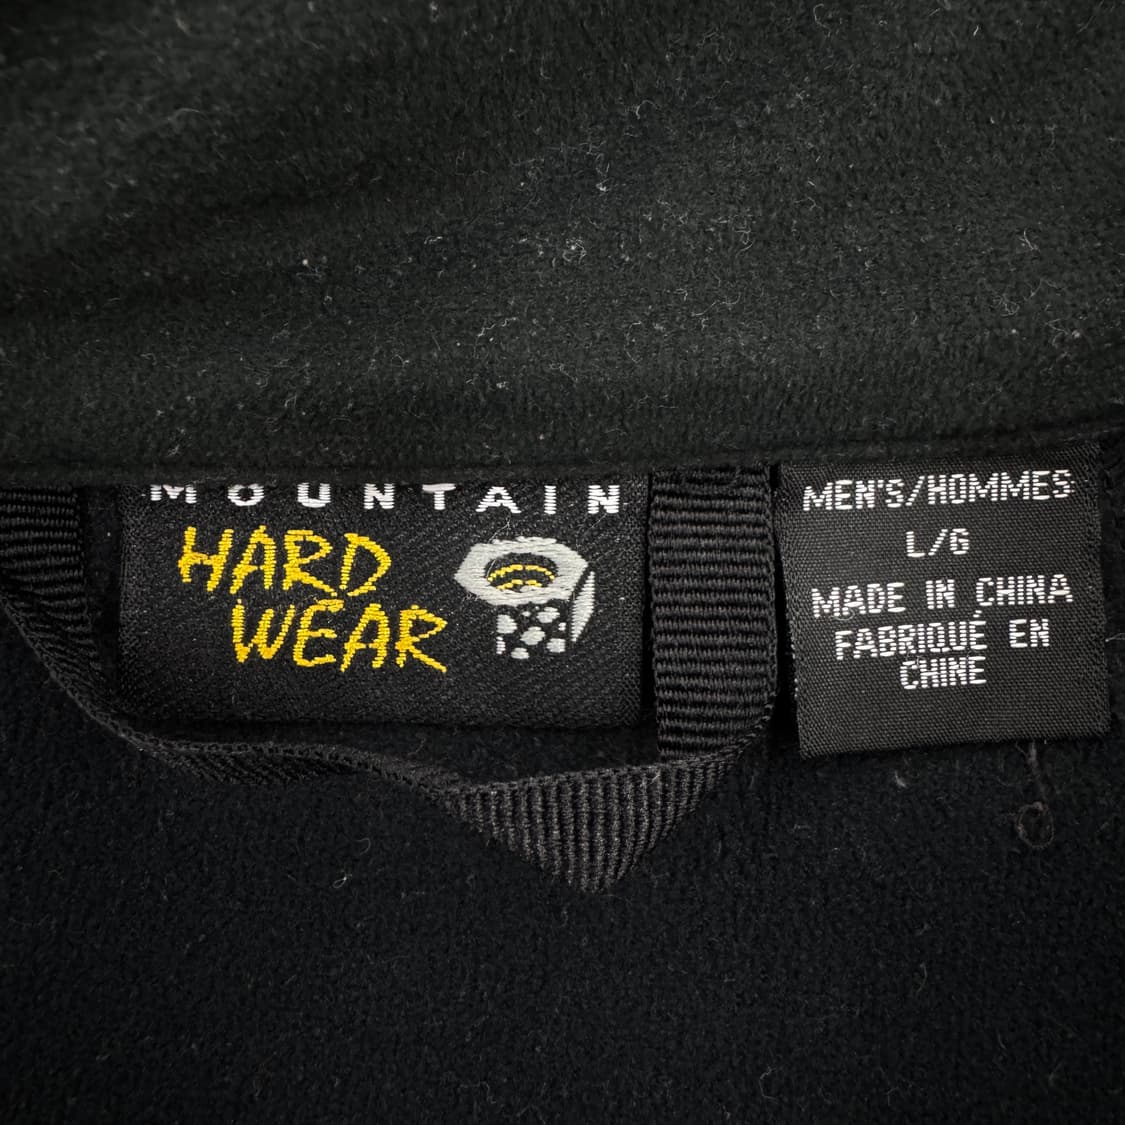 MOUNTAIN
HARD
WEAR
MEN'S/HOMMES
L/G
MADE IN CHINA
FABRIQUÉ EN
CHINE